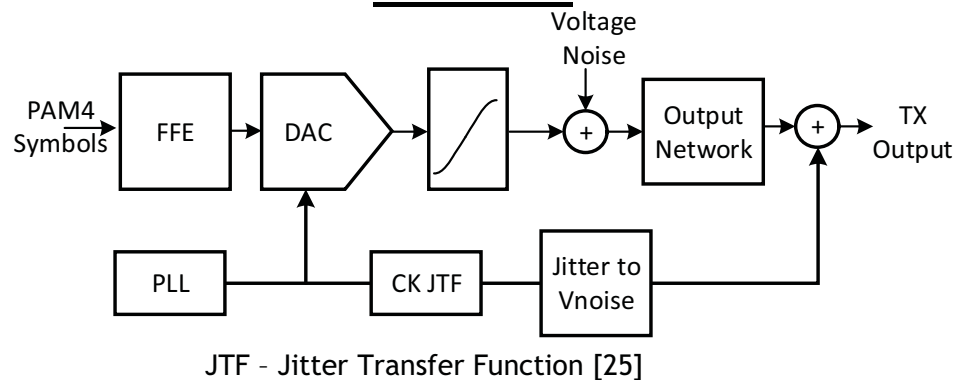 Voltage
Noise
PAM4
Symbols
FFE
DAC
+
Output
Network
+
TX
Output
PLL
CK JTF
Jitter to
Vnoise
JTF - Jitter Transfer Function [25]